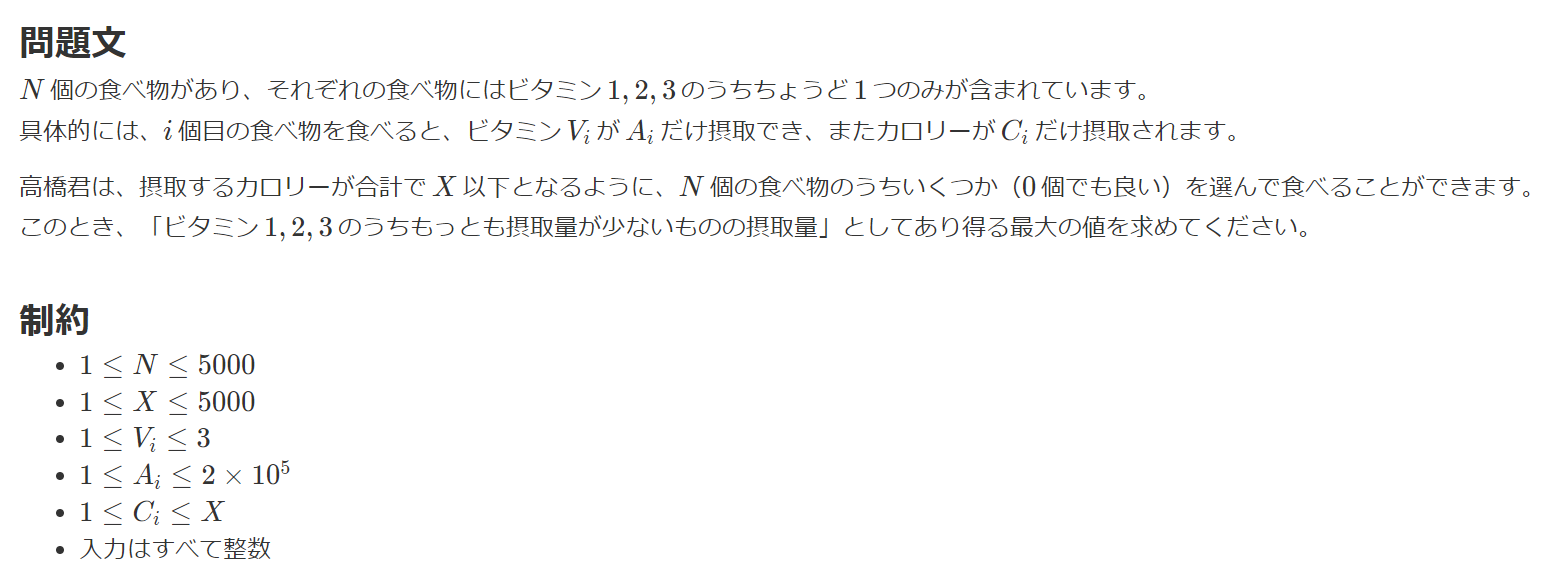 問題文
N 個の食べ物があり、それぞれの食べ物にはビタミン 1, 2, 3 のうちちょうど 1 つのみが含まれています。
具体的には、i 個目の食べ物を食べると、ビタミン V_i が A_i だけ摂取でき、またカロリーが C_i だけ摂取されます。
高橋君は、摂取するカロリーが合計で X 以下となるように、N 個の食べ物のうちいくつか（0 個でも良い）を選んで食べることができます。
このとき、「ビタミン 1, 2, 3 のうちもっとも摂取量が少ないものの摂取量」としてあり得る最大の値を求めてください。
制約
• 1 ≤ N ≤ 5000
• 1 ≤ X ≤ 5000
• 1 ≤ V_i ≤ 3
• 1 ≤ A_i ≤ 2 × 10^5
• 1 ≤ C_i ≤ X
• 入力はすべて整数